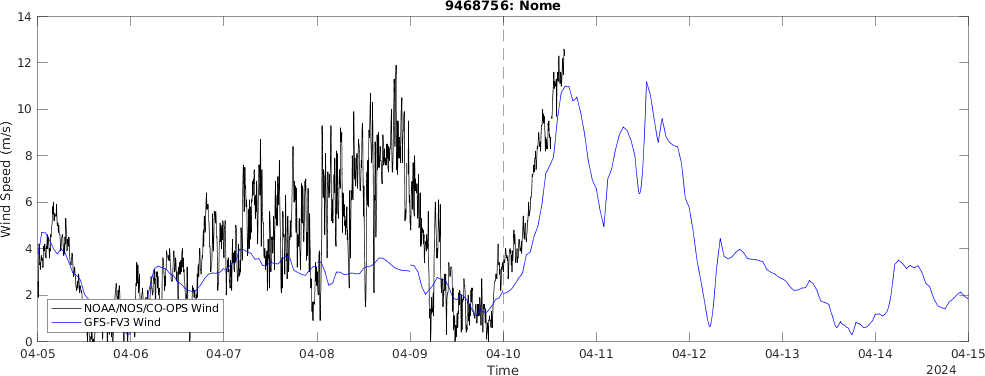 9468756: Nome
14
12
10
8
6
4
2
0
Wind Speed (m/s)
NOAA/NOS/CO-OPS Wind
GFS-FV3 Wind
04-05 04-06 04-07 04-08 04-09 04-10 04-11 04-12 04-13 04-14 04-15
Time
2024